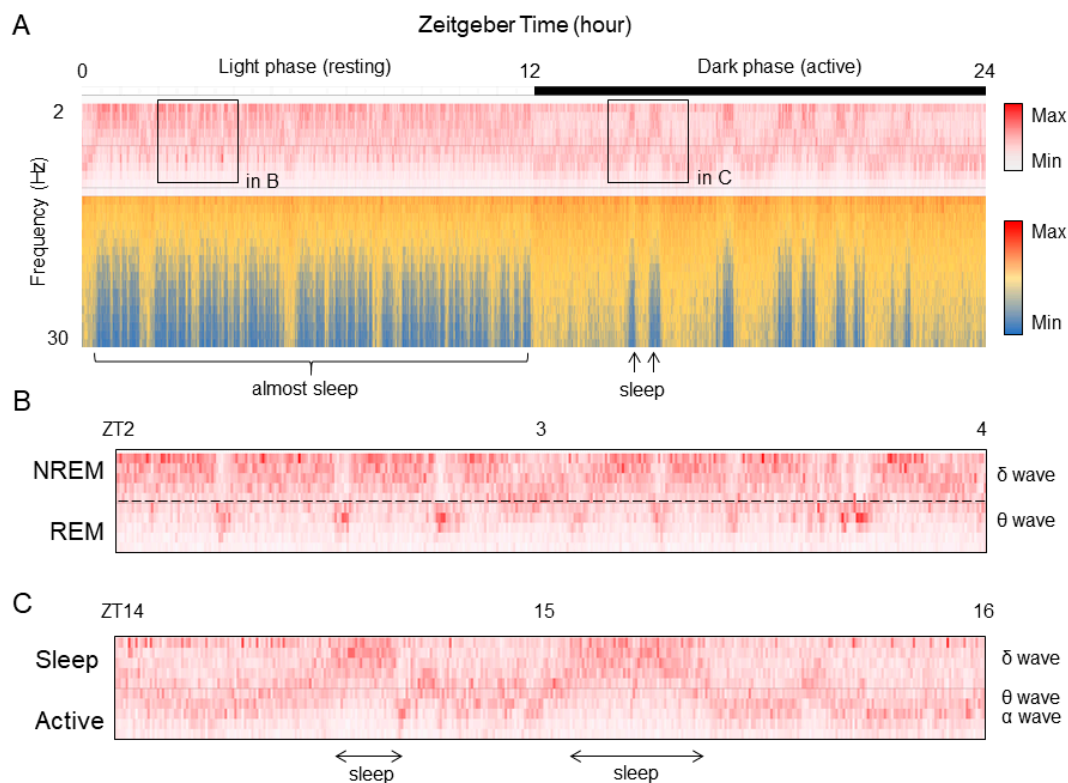 A
Zeitgeber Time (hour)
0 Light phase (resting) 12 Dark phase (active) 24
2
Max
Min
in B
in C
Frequency (Hz)
Max
Min
30
almost sleep
sleep
B
ZT2 3 4
NREM
δ wave
REM
θ wave
C
ZT14 15 16
Sleep
δ wave
θ wave
Active
α wave
sleep sleep